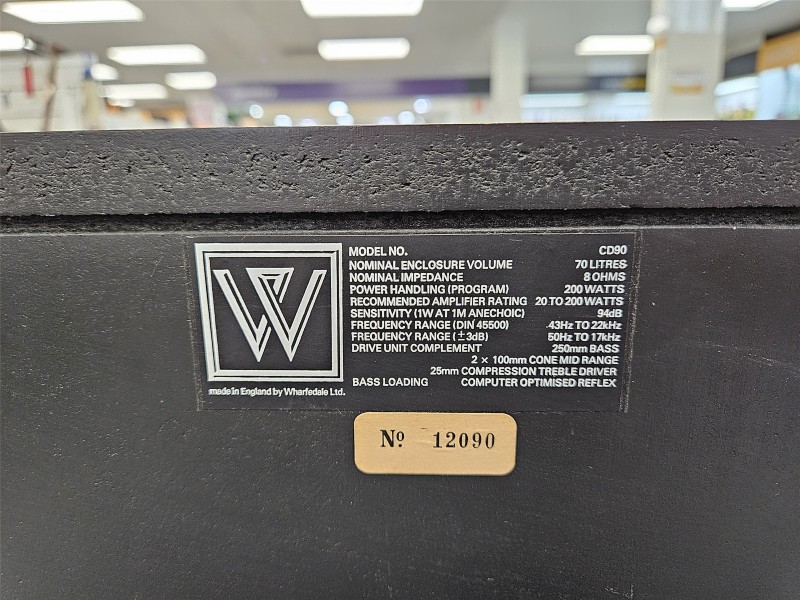 W
MODEL NO. CD90
NOMINAL ENCLOSURE VOLUME 70 LITRES
NOMINAL IMPEDANCE 8 OHMS
POWER HANDLING (PROGRAM) 200 WATTS
RECOMMENDED AMPLIFIER RATING 20 TO 200 WATTS
SENSITIVITY (1W AT 1M ANECHOIC) 94dB
FREQUENCY RANGE (DIN 45500) 43Hz TO 22kHz
FREQUENCY RANGE (±3dB) 50Hz TO 17kHz
DRIVE UNIT COMPLEMENT 250mm BASS
2 × 100mm CONE MID RANGE
25mm COMPRESSION TREBLE DRIVER
BASS LOADING COMPUTER OPTIMISED REFLEX
made in England by Wharfedale Ltd.
Nº 12090